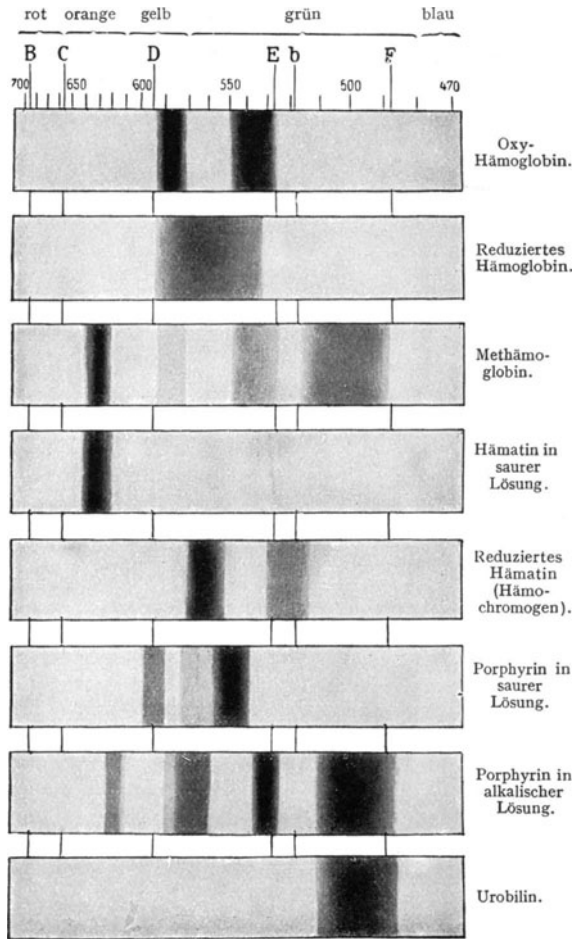 rot orange gelb grün blau
B C D E b F
700 650 600 550 500 470
Oxy-
Hämoglobin.
Reduziertes
Hämoglobin.
Methämo-
globin.
Hämatin in
saurer
Lösung.
Reduziertes
Hämatin
(Hämo-
chromogen).
Porphyrin in
saurer
Lösung.
Porphyrin in
alkalischer
Lösung.
Urobilin.